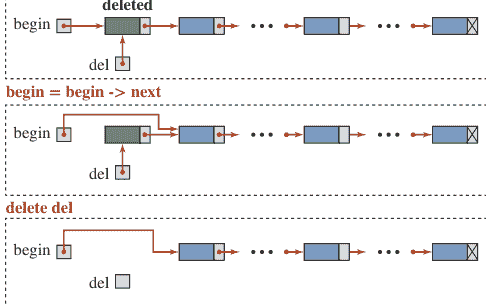 deleted
begin
del
begin = begin -> next
begin
del
delete del
begin
del